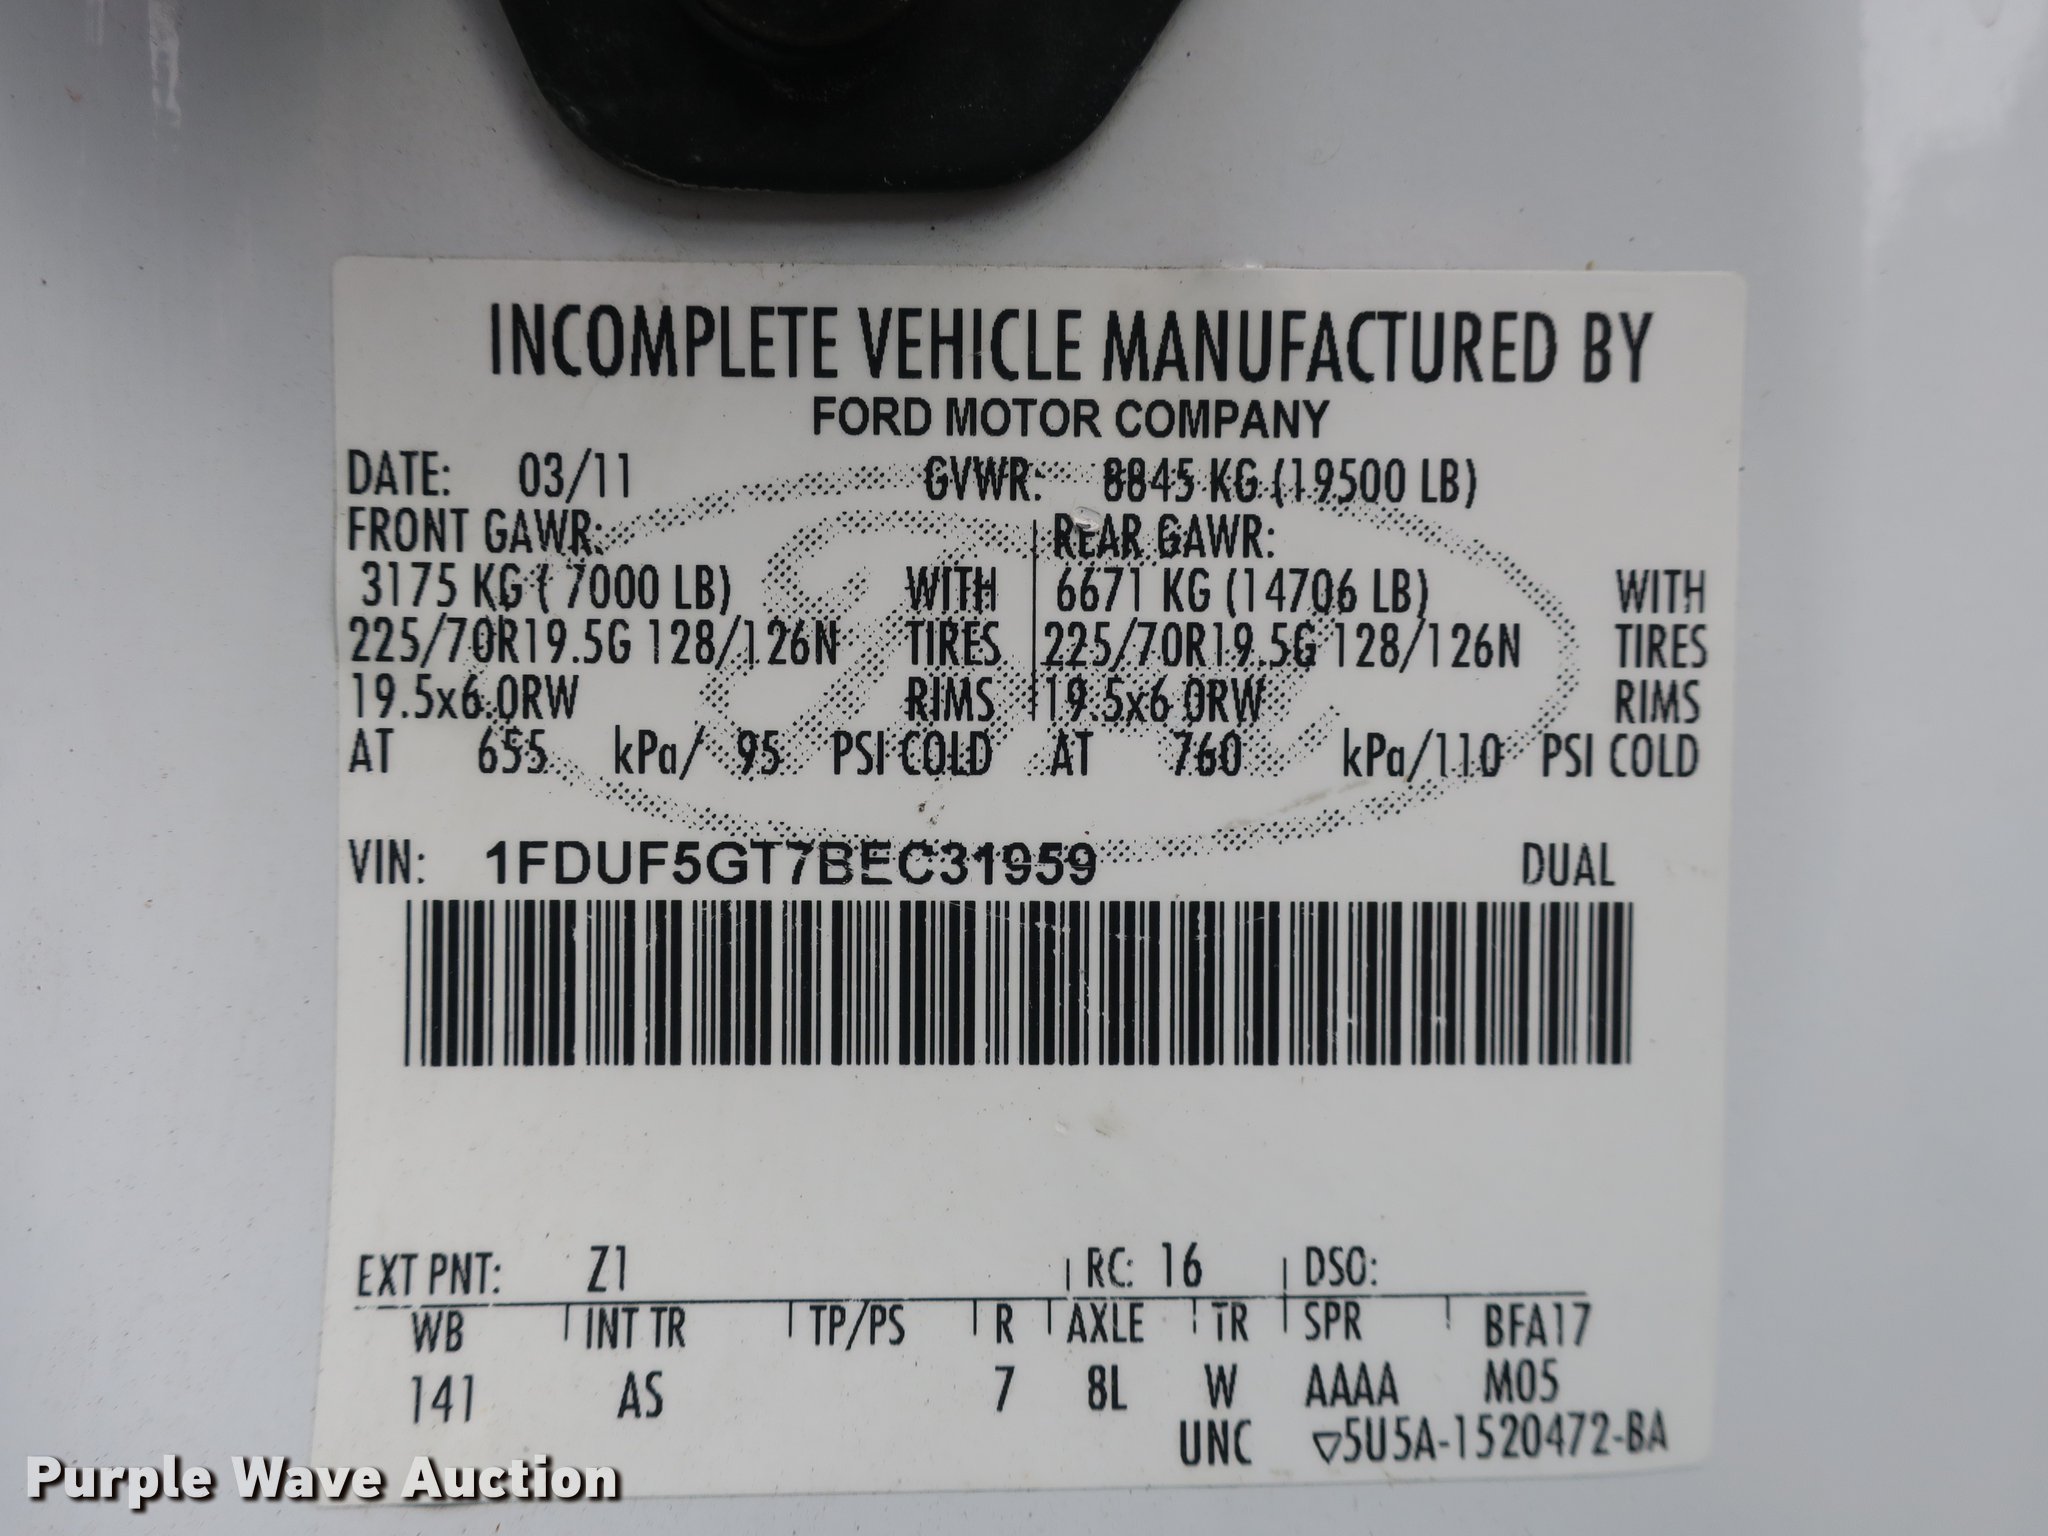 INCOMPLETE VEHICLE MANUFACTURED BY
FORD MOTOR COMPANY
DATE: 03/11 GVWR: 8845 KG (19500 LB)
FRONT GAWR: REAR GAWR:
3175 KG ( 7000 LB) WITH 6671 KG (14706 LB) WITH
225/70R19.5G 128/126N TIRES 225/70R19.5G 128/126N TIRES
19.5x6.0RW RIMS 19.5x6.0RW RIMS
AT 655 kPa/ 95 PSI COLD AT 760 kPa/110 PSI COLD
VIN: 1FDUF5GT7BEC31959 DUAL
EXT PNT: Z1 RC: 16 DSO:
WB INT TR TP/PS R AXLE TR SPR BFA17
141 AS 7 8L W AAAA M05
UNC ▽5U5A-1520472-BA
Purple Wave Auction